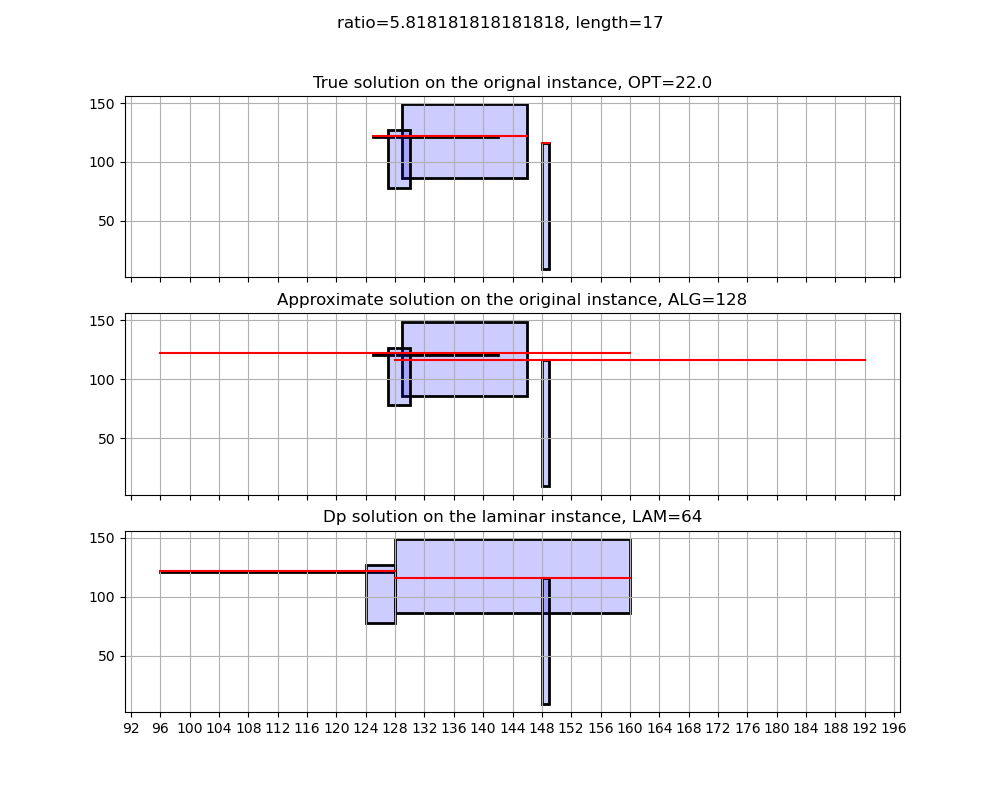 ratio=5.818181818181818, length=17
True solution on the orignal instance, OPT=22.0
150
100
50
Approximate solution on the original instance, ALG=128
150
100
50
Dp solution on the laminar instance, LAM=64
150
100
50
92 96 100 104 108 112 116 120 124 128 132 136 140 144 148 152 156 160 164 168 172 176 180 184 188 192 196